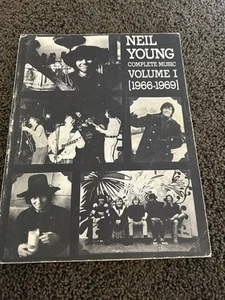 NEIL
YOUNG
COMPLETE MUSIC
VOLUME I
[1966-1969]